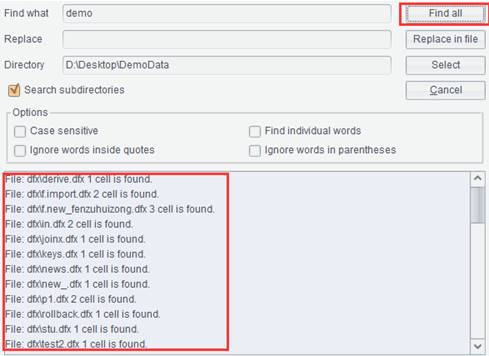 Find what demo Find all
Replace Replace in file
Directory D:\Desktop\DemoData Select
Search subdirectories Cancel
Options
Case sensitive Find individual words
Ignore words inside quotes Ignore words in parentheses
File: dfx\derive.dfx 1 cell is found.
File: dfx\f.import.dfx 2 cell is found.
File: dfx\f.new_fenzuhuizong.dfx 3 cell is found.
File: dfx\in.dfx 2 cell is found.
File: dfx\joinx.dfx 1 cell is found.
File: dfx\keys.dfx 1 cell is found.
File: dfx\news.dfx 1 cell is found.
File: dfx\new_.dfx 1 cell is found.
File: dfx\p1.dfx 2 cell is found.
File: dfx\rollback.dfx 1 cell is found.
File: dfx\stu.dfx 1 cell is found.
File: dfx\test2.dfx 1 cell is found.